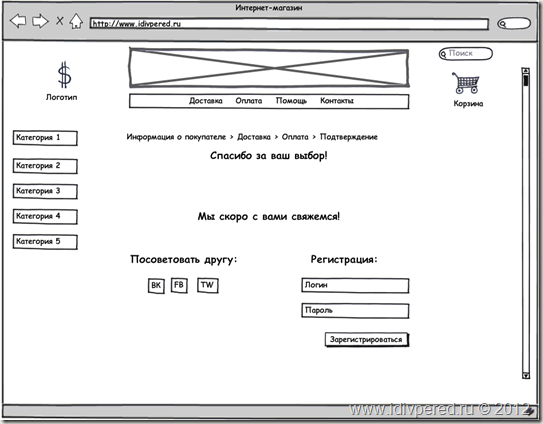 Интернет-магазин
http://www.idivpered.ru
Поиск
Логотип
Корзина
Доставка Оплата Помощь Контакты
Информация о покупателе > Доставка > Оплата > Подтверждение
Категория 1
Спасибо за ваш выбор!
Категория 2
Категория 3
Категория 4
Мы скоро с вами свяжемся!
Категория 5
Посоветовать другу: Регистрация:
ВК FB TW Логин
Пароль
Зарегистрироваться
www.idivpered.ru © 2012